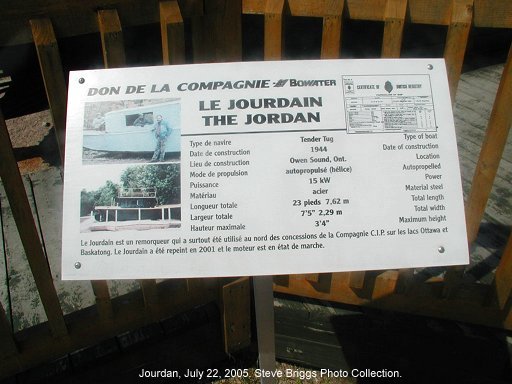 DON DE LA COMPAGNIE BOWATER
LE JOURDAIN
THE JORDAN
CERTIFICATE OF BRITISH REGISTRY
Type de navire Tender Tug Type of boat
Date de construction 1944 Date of construction
Lieu de construction Owen Sound, Ont. Location
Mode de propulsion autopropulsé (hélice) Autopropelled
Puissance 15 kW Power
Matériau acier Material steel
Longueur totale 23 pieds 7,62 m Total length
Largeur totale 7'5" 2,29 m Total width
Hauteur maximale 3'4" Maximum height
Le Jourdain est un remorqueur qui a surtout été utilisé au nord des concessions de la Compagnie C.I.P. sur les lacs Ottawa et
Baskatong. Le Jourdain a été repeint en 2001 et le moteur est en état de marche.
Jourdan, July 22, 2005. Steve Briggs Photo Collection.